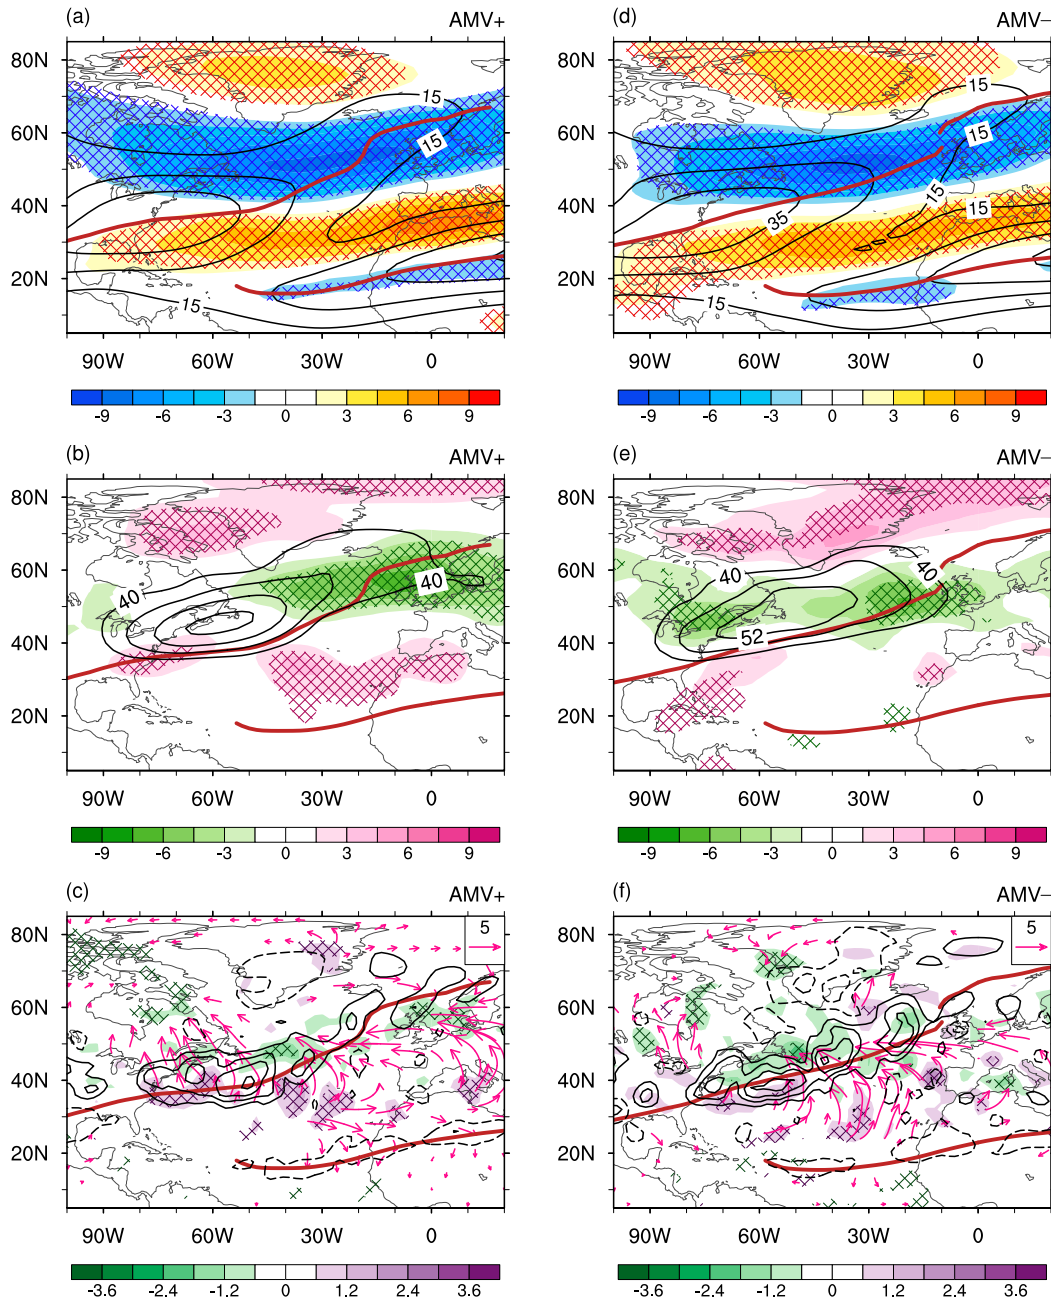 (a) AMV+
80N
60N
40N
20N
15
15
15
90W 60W 30W 0
-9 -6 -3 0 3 6 9
(d) AMV−
80N
60N
40N
20N
15
15
15
15
35
15
90W 60W 30W 0
-9 -6 -3 0 3 6 9
(b) AMV+
80N
60N
40N
20N
40
40
90W 60W 30W 0
-9 -6 -3 0 3 6 9
(e) AMV−
80N
60N
40N
20N
40
40
52
90W 60W 30W 0
-9 -6 -3 0 3 6 9
(c) AMV+
5
80N
60N
40N
20N
90W 60W 30W 0
-3.6 -2.4 -1.2 0 1.2 2.4 3.6
(f) AMV−
5
80N
60N
40N
20N
90W 60W 30W 0
-3.6 -2.4 -1.2 0 1.2 2.4 3.6